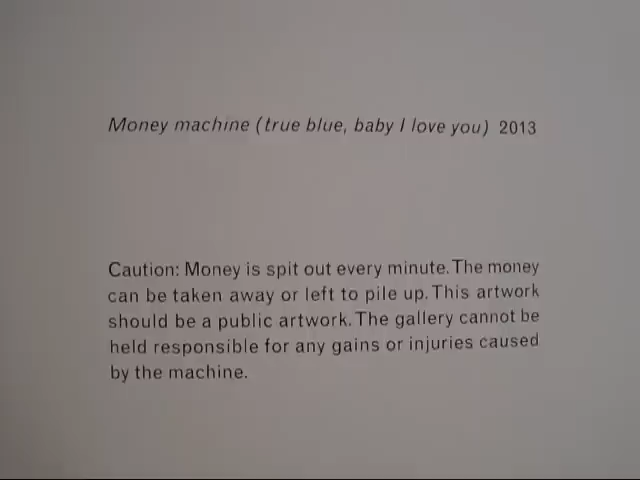 Money machine (true blue, baby I love you) 2013
Caution: Money is spit out every minute. The money
can be taken away or left to pile up. This artwork
should be a public artwork. The gallery cannot be
held responsible for any gains or injuries caused
by the machine.